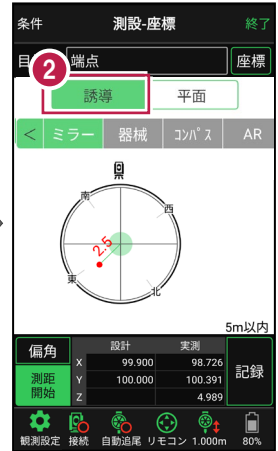 条件 測設-座標 終了
目 端点 座標
2
誘導 平面
< ミラー 器械 コンパス AR
南 西
2.5
東 北
5m以内
偏角 設計 実測
X 99.900 98.726 記録
測距開始 Y 100.000 100.391
Z 4.989
観測設定 接続 自動追尾 リモコン 1.000m 80%